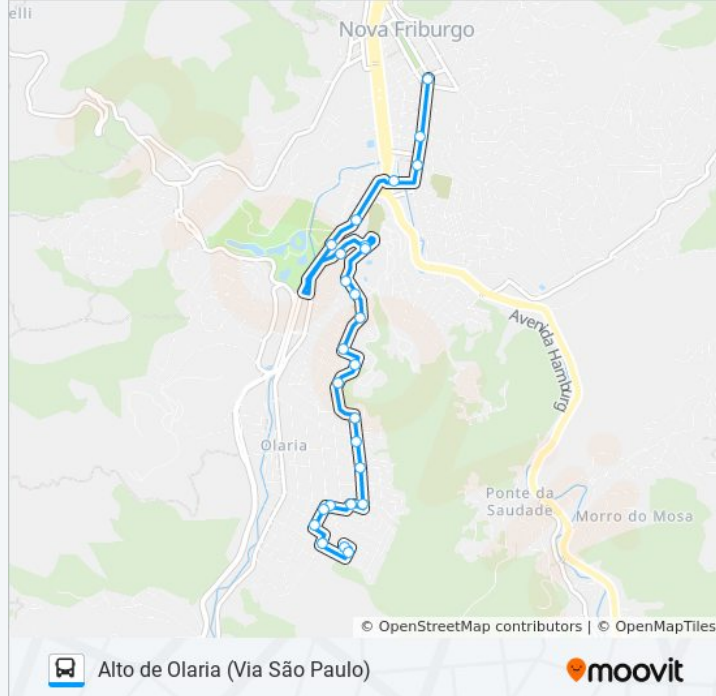 elli
Nova Friburgo
Avenida Hamburg
Olaria
Ponte da
Saudade
Morro do Mosa
© OpenStreetMap contributors | © OpenMapTiles
Alto de Olaria (Via São Paulo)
moovit